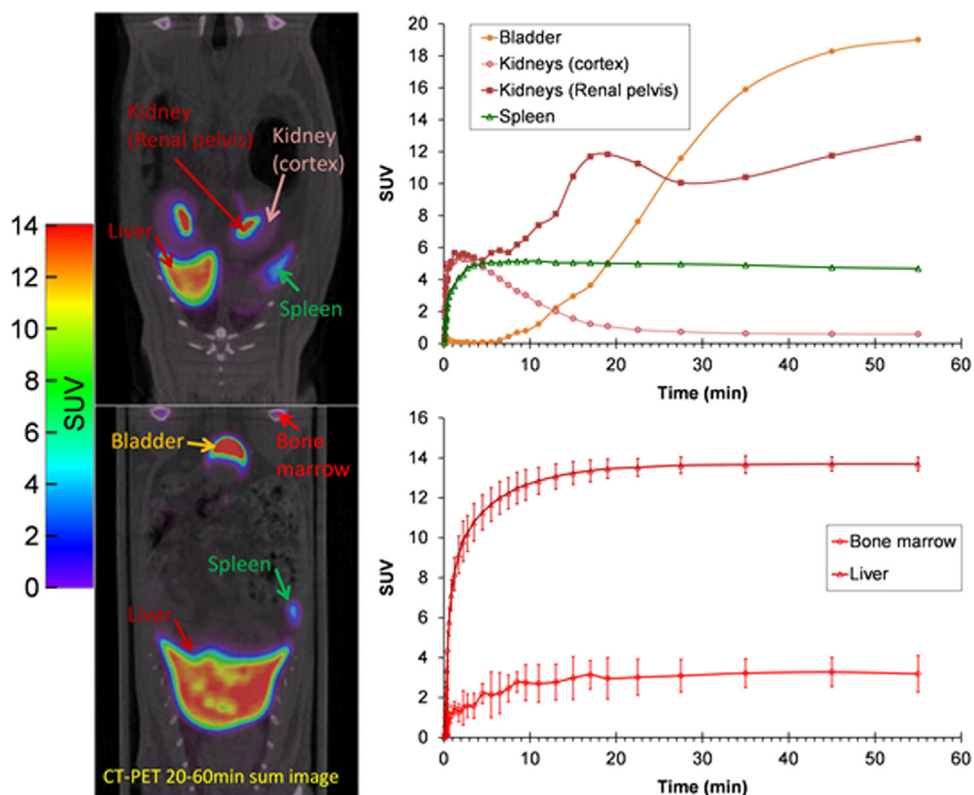 14
12
10
8
6
4
2
0
SUV
Kidney
(Renal pelvis)
Kidney
(cortex)
Liver
Spleen
Bladder
Bone
marrow
Spleen
Liver
CT-PET 20-60min sum image
20
18
16
14
12
10
8
6
4
2
0
SUV
Bladder
Kidneys (cortex)
Kidneys (Renal pelvis)
Spleen
0 10 20 30 40 50 60
Time (min)
16
14
12
10
8
6
4
2
0
SUV
Bone marrow
Liver
0 10 20 30 40 50 60
Time (min)